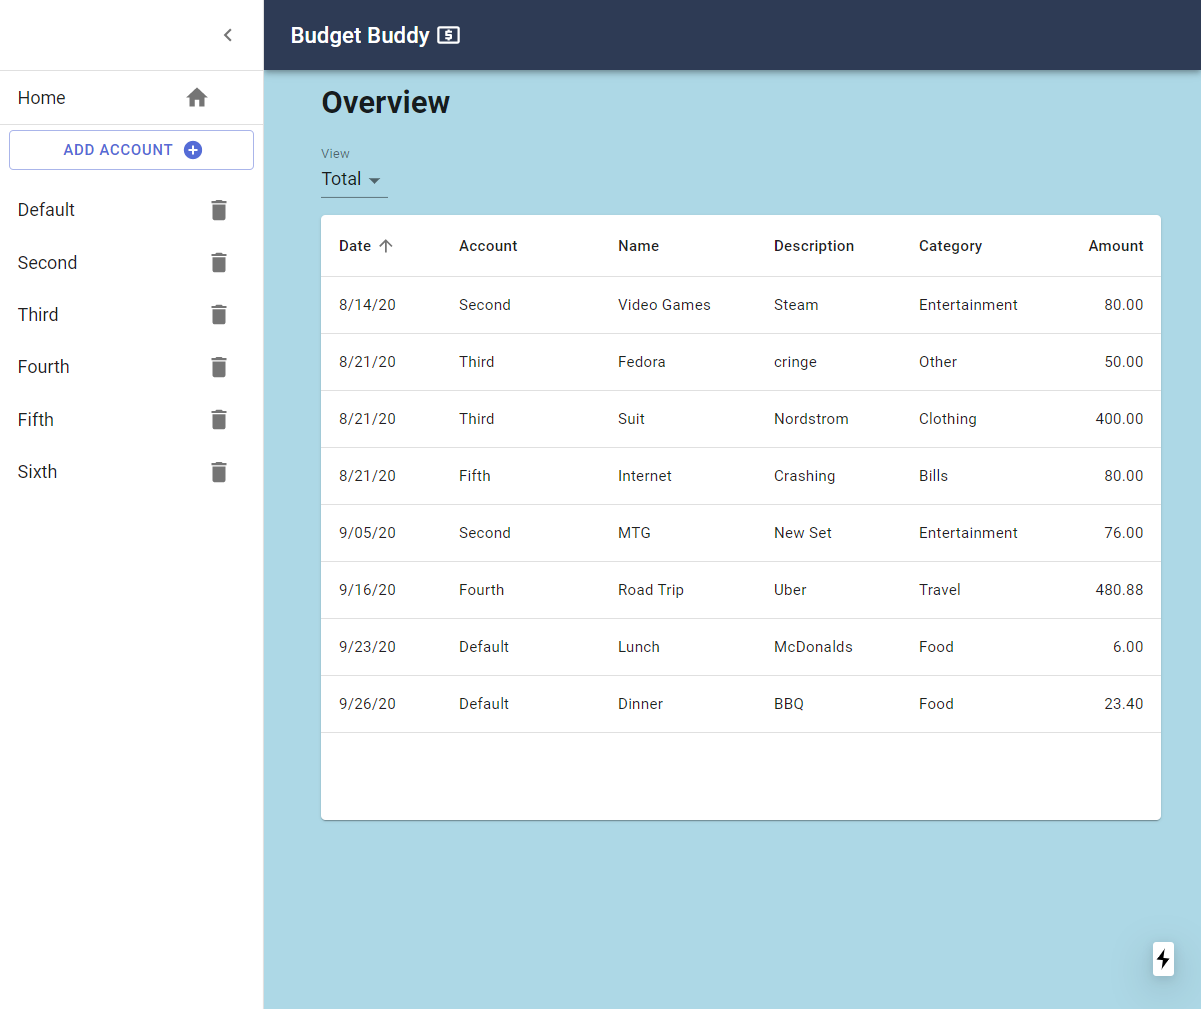 Budget Buddy
Home
ADD ACCOUNT
Default
Second
Third
Fourth
Fifth
Sixth
Overview
View
Total
Date Account Name Description Category Amount
8/14/20 Second Video Games Steam Entertainment 80.00
8/21/20 Third Fedora cringe Other 50.00
8/21/20 Third Suit Nordstrom Clothing 400.00
8/21/20 Fifth Internet Crashing Bills 80.00
9/05/20 Second MTG New Set Entertainment 76.00
9/16/20 Fourth Road Trip Uber Travel 480.88
9/23/20 Default Lunch McDonalds Food 6.00
9/26/20 Default Dinner BBQ Food 23.40